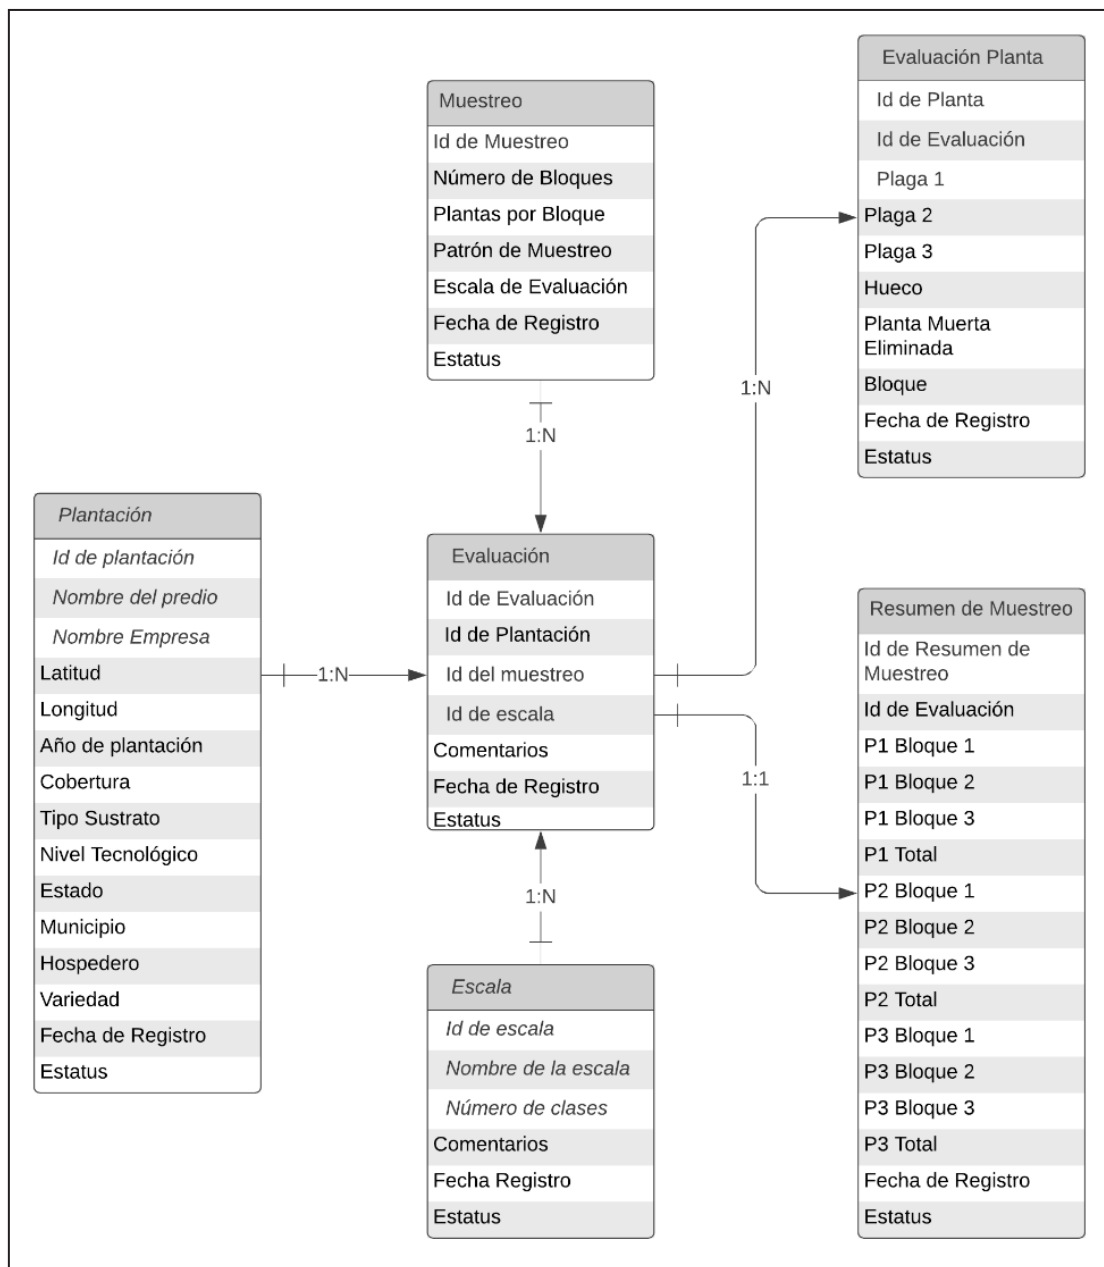 Muestreo
Id de Muestreo
Número de Bloques
Plantas por Bloque
Patrón de Muestreo
Escala de Evaluación
Fecha de Registro
Estatus
1:N
Evaluación Planta
Id de Planta
Id de Evaluación
Plaga 1
Plaga 2
Plaga 3
Hueco
Planta Muerta
Eliminada
Bloque
Fecha de Registro
Estatus
1:N
Plantación
Id de plantación
Nombre del predio
Nombre Empresa
Latitud
Longitud
Año de plantación
Cobertura
Tipo Sustrato
Nivel Tecnológico
Estado
Municipio
Hospedero
Variedad
Fecha de Registro
Estatus
1:N
Evaluación
Id de Evaluación
Id de Plantación
Id del muestreo
Id de escala
Comentarios
Fecha de Registro
Estatus
1:1
1:N
Escala
Id de escala
Nombre de la escala
Número de clases
Comentarios
Fecha Registro
Estatus
Resumen de Muestreo
Id de Resumen de
Muestreo
Id de Evaluación
P1 Bloque 1
P1 Bloque 2
P1 Bloque 3
P1 Total
P2 Bloque 1
P2 Bloque 2
P2 Bloque 3
P2 Total
P3 Bloque 1
P3 Bloque 2
P3 Bloque 3
P3 Total
Fecha de Registro
Estatus